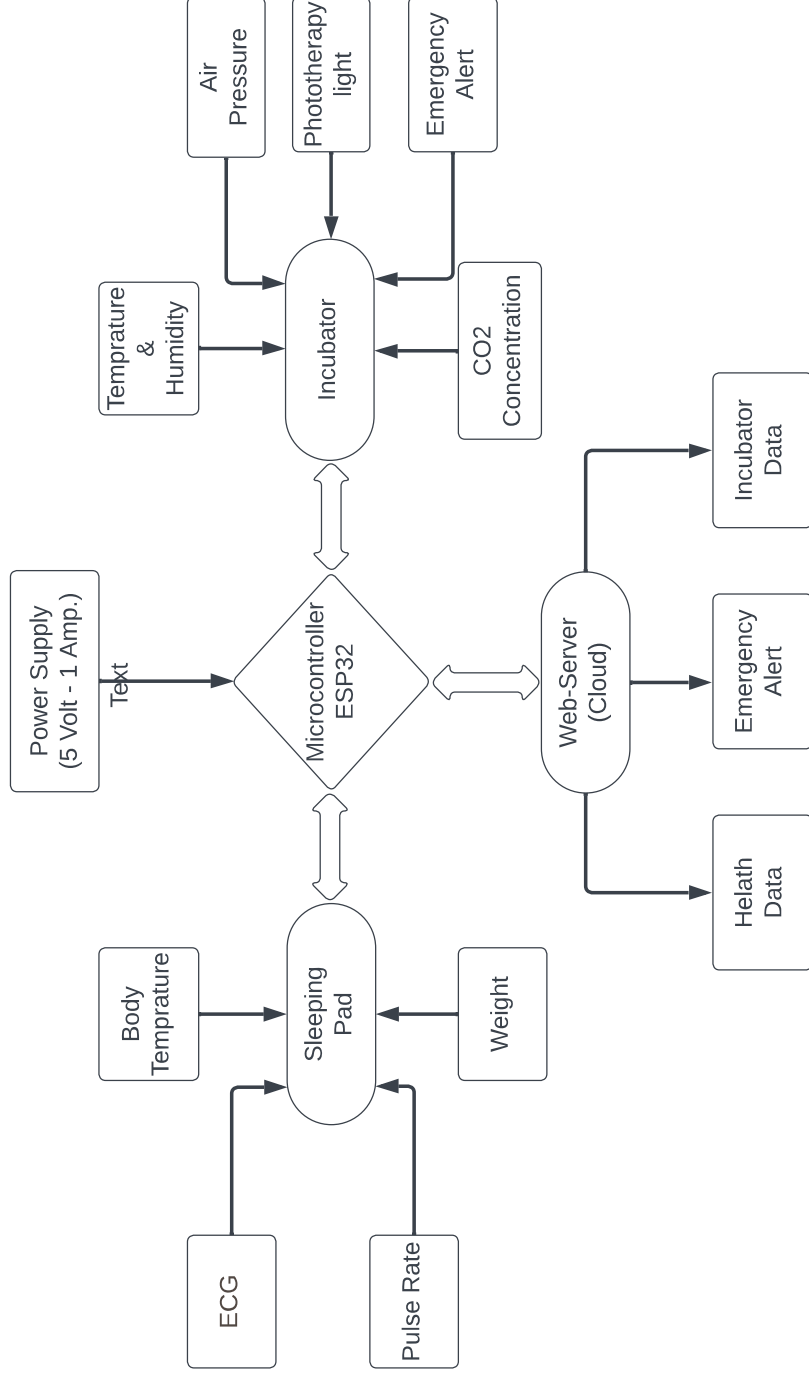 Power Supply
(5 Volt - 1 Amp.)
Text
Body
Temprature
Temprature
&
Humidity
ECG
Air
Pressure
Sleeping
Pad
Microcontroller
ESP32
Incubator
Phototherapy
light
Pulse Rate
Weight
CO2
Concentration
Emergency
Alert
Web-Server
(Cloud)
Helath
Data
Emergency
Alert
Incubator
Data